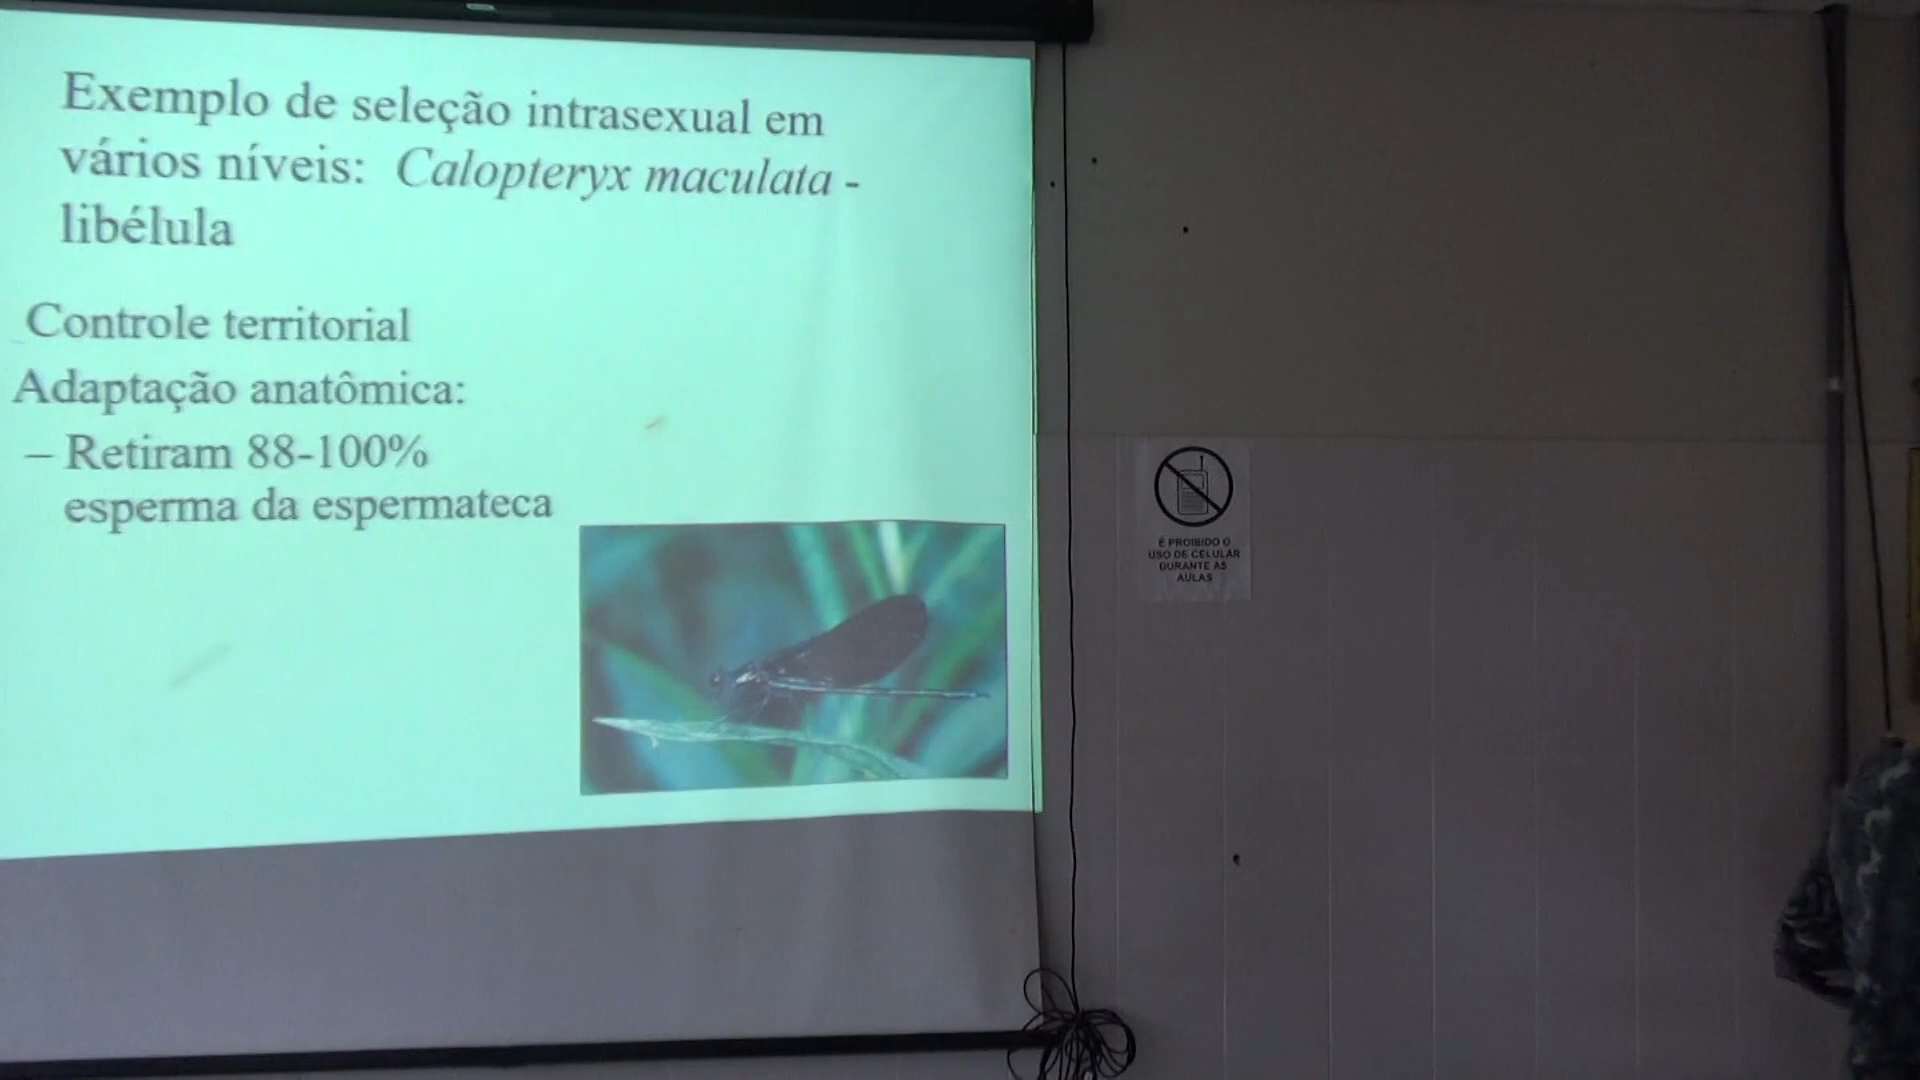 Exemplo de seleção intrasexual em
vários níveis: Calopteryx maculata -
libélula
Controle territorial
Adaptação anatômica:
– Retiram 88-100%
esperma da espermateca
É PROIBIDO O
USO DE CELULAR
DURANTE AS
AULAS